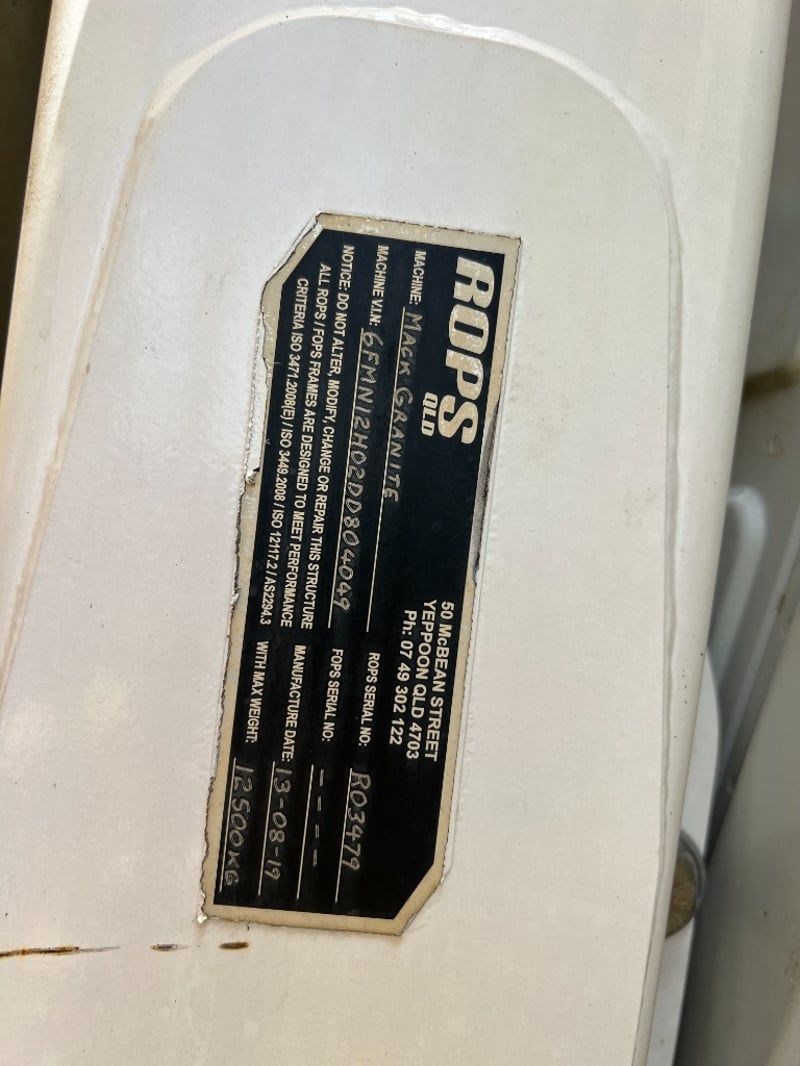 ROPS
QLD
50 McBEAN STREET
YEPPOON QLD 4703
Ph: 07 49 302 122
MACHINE: MACK GRANITE
MACHINE V.I.N: 6FMN12H02DD804049
NOTICE: DO NOT ALTER, MODIFY, CHANGE OR REPAIR THIS STRUCTURE
ALL ROPS / FOPS FRAMES ARE DESIGNED TO MEET PERFORMANCE
CRITERIA ISO 3471.2008(E) / ISO 3449.2008 / ISO 12117.2 / AS2294.3
ROPS SERIAL NO: RO3479
FOPS SERIAL NO: - - - -
MANUFACTURE DATE: 13-08-19
WITH MAX WEIGHT: 12500KG